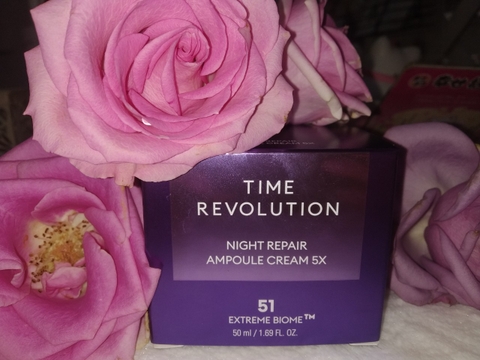 TIME
REVOLUTION
NIGHT REPAIR
AMPOULE CREAM 5X
51
EXTREME BIOME™
50 ml / 1.69 FL. OZ.